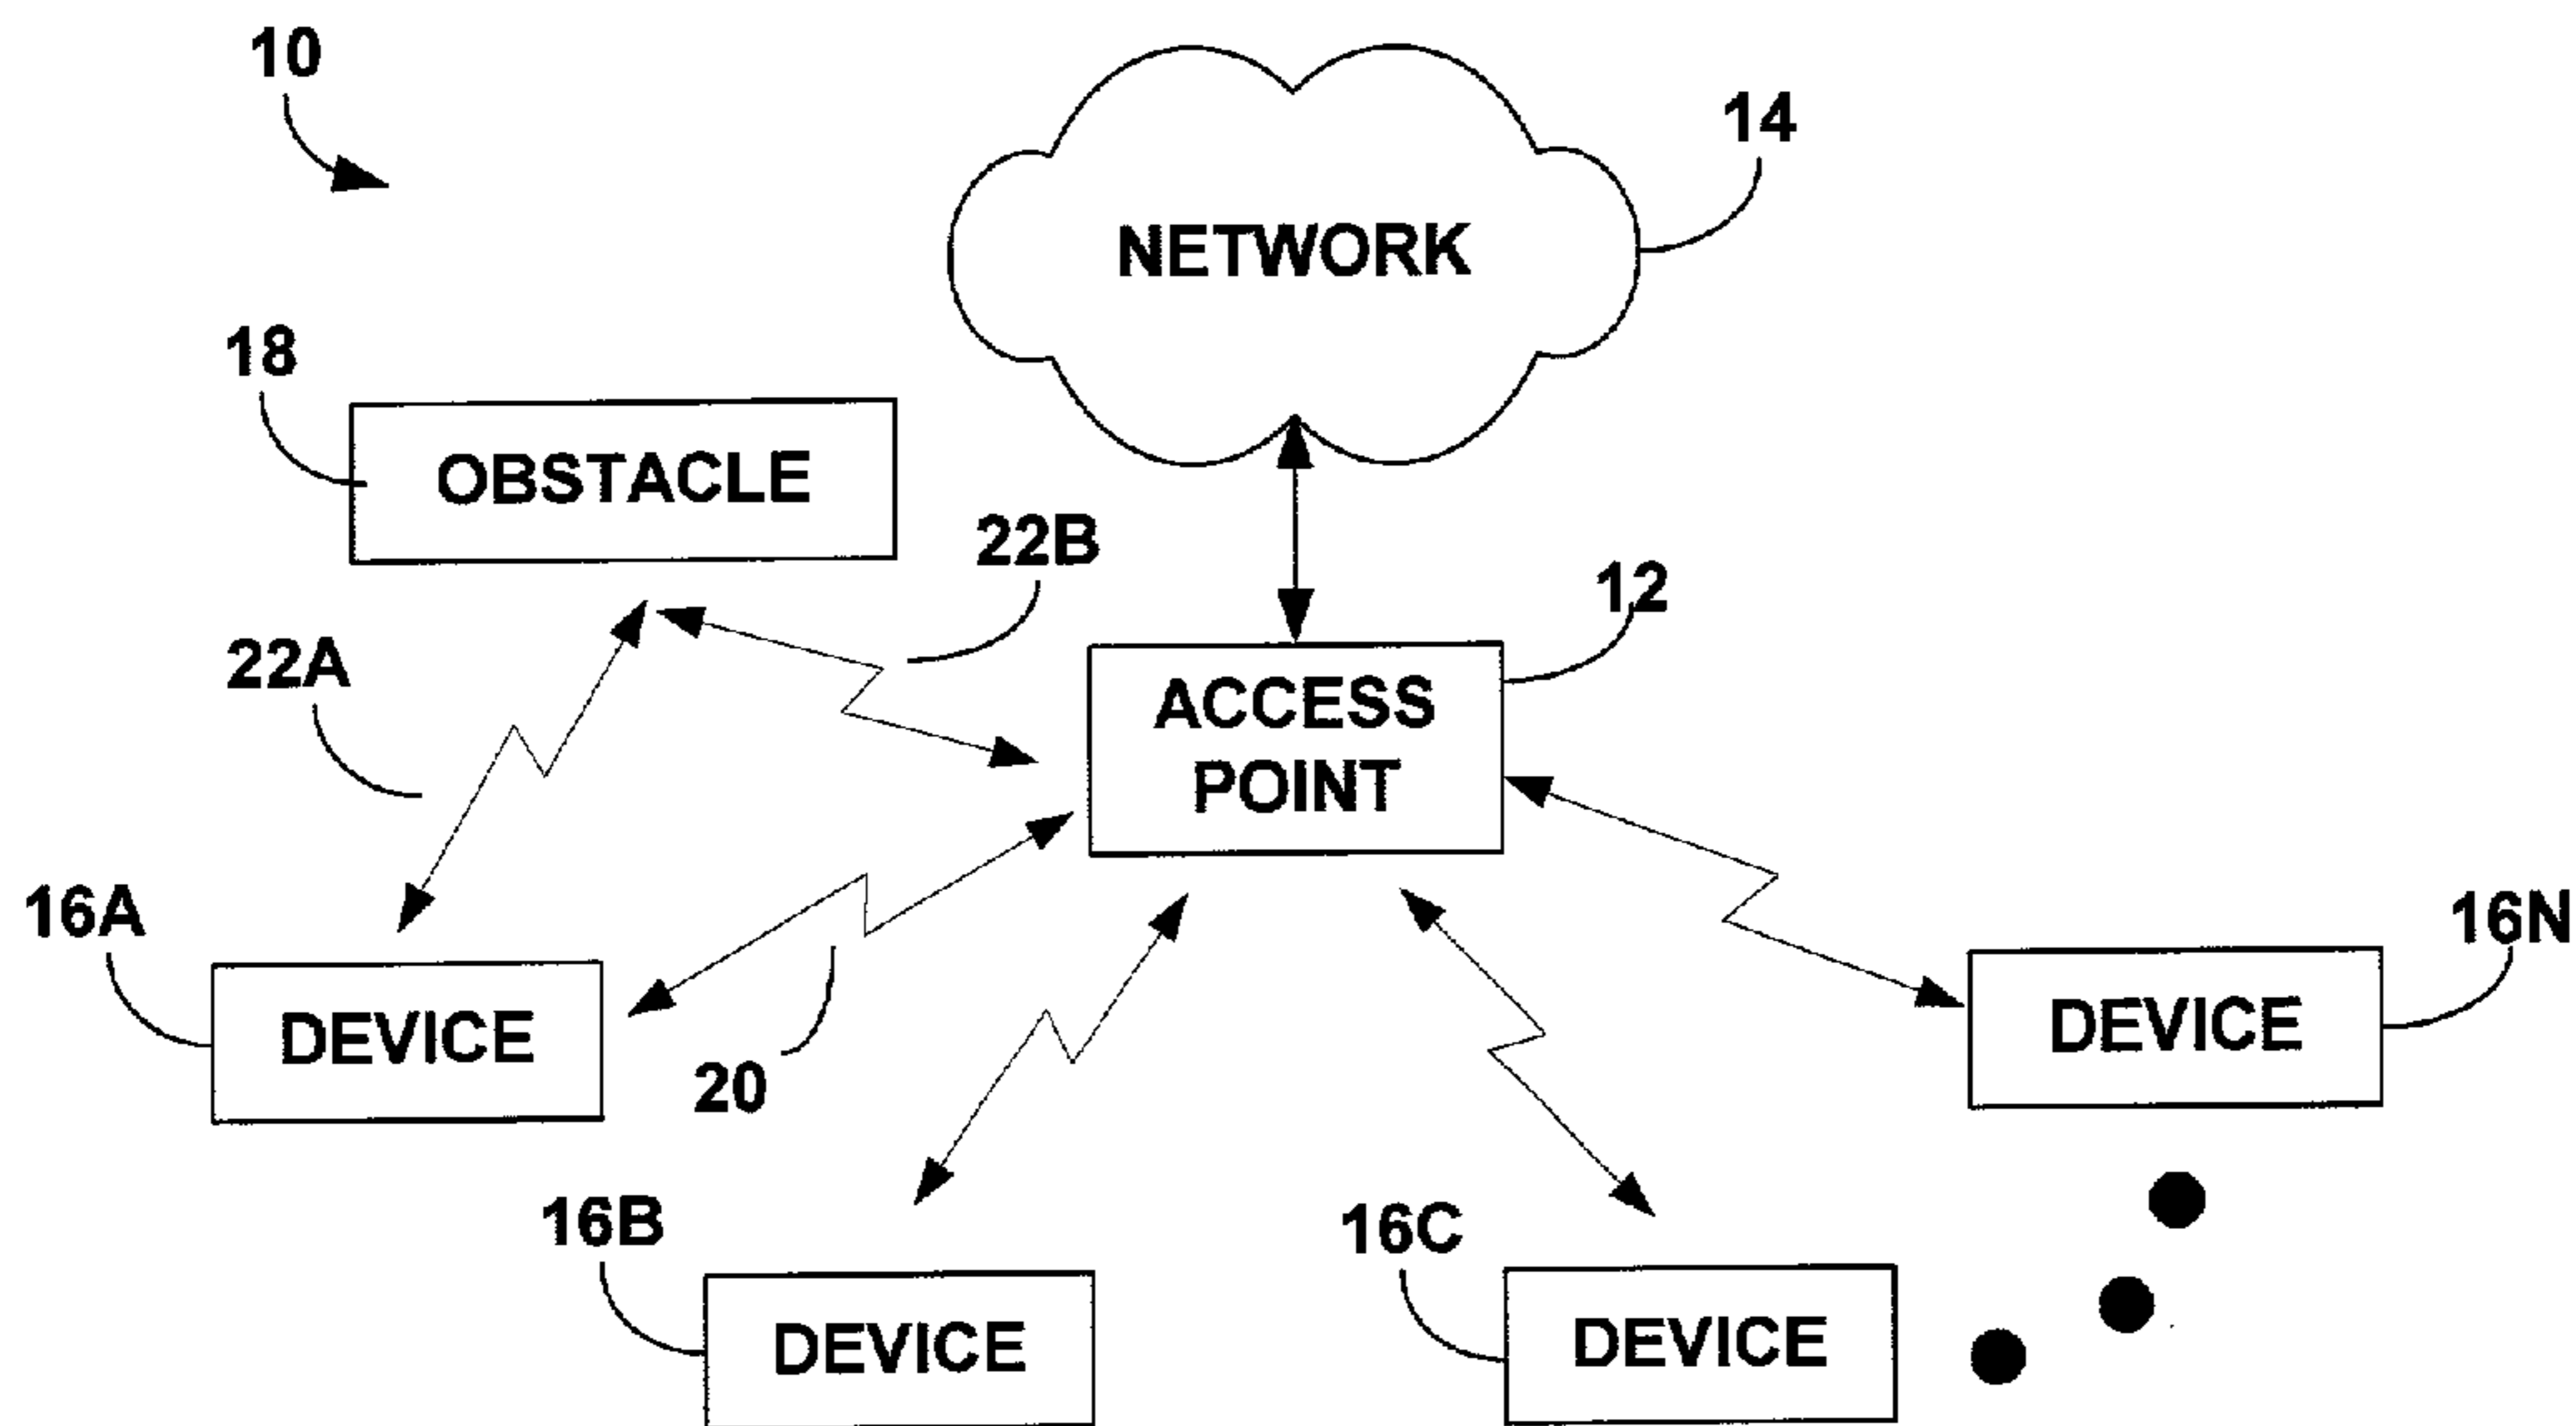 10
14
NETWORK
18
OBSTACLE
22B
12
22A
ACCESS
POINT
16A
16N
DEVICE
DEVICE
20
16B
16C
DEVICE
DEVICE